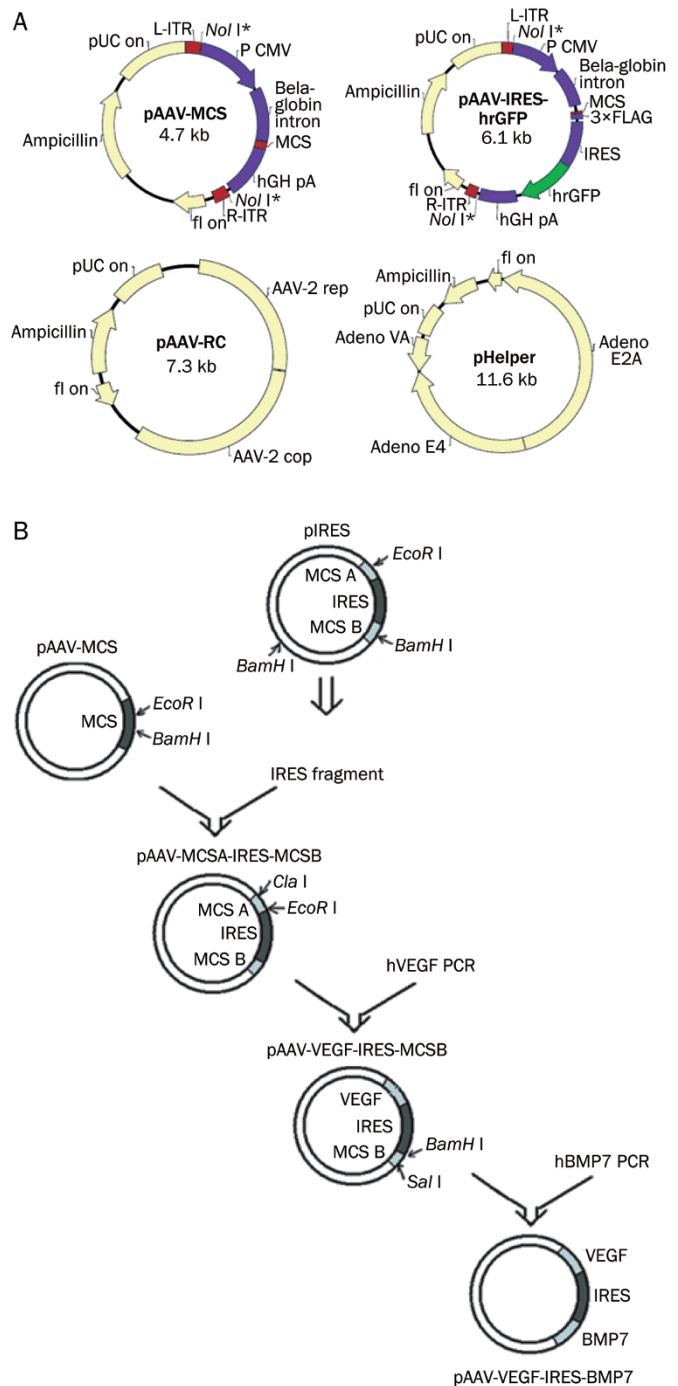 A
L-ITR
Nol I*
P CMV
pUC on
Bela-
globin
intron
Ampicillin
pAAV-MCS
4.7 kb
MCS
hGH pA
Nol I*
R-ITR
fl on
L-ITR
Nol I*
P CMV
pUC on
Bela-
globin
intron
Ampicillin
pAAV-IRES-
hrGFP
6.1 kb
MCS
3×FLAG
IRES
hrGFP
fl on
R-ITR
Nol I*
hGH pA
pUC on
AAV-2 rep
Ampicillin
pAAV-RC
7.3 kb
fl on
AAV-2 cop
fl on
Ampicillin
pUC on
Adeno VA
pHelper
11.6 kb
Adeno
E2A
Adeno E4
B
pIRES
EcoR I
MCS A
IRES
MCS B
BamH I
BamH I
pAAV-MCS
EcoR I
MCS
BamH I
IRES fragment
pAAV-MCSA-IRES-MCSB
Cla I
MCS A
EcoR I
IRES
MCS B
hVEGF PCR
pAAV-VEGF-IRES-MCSB
VEGF
IRES
BamH I
MCS B
Sal I
hBMP7 PCR
VEGF
IRES
BMP7
pAAV-VEGF-IRES-BMP7